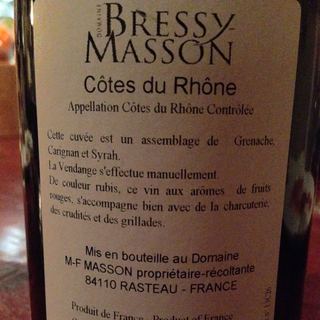 DOMAINE
BRESSY-
MASSON
Côtes du Rhône
Appellation Côtes du Rhône Contrôlée
Cette cuvée est un assemblage de Grenache,
Carignan et Syrah.
La Vendange s'effectue manuellement.
De couleur rubis, ce vin aux arômes de fruits
rouges, s'accompagne bien avec de la charcuterie,
des crudités et des grillades.
Mis en bouteille au Domaine
M-F MASSON propriétaire-récoltante
84110 RASTEAU - FRANCE
Produit de France - Product of France